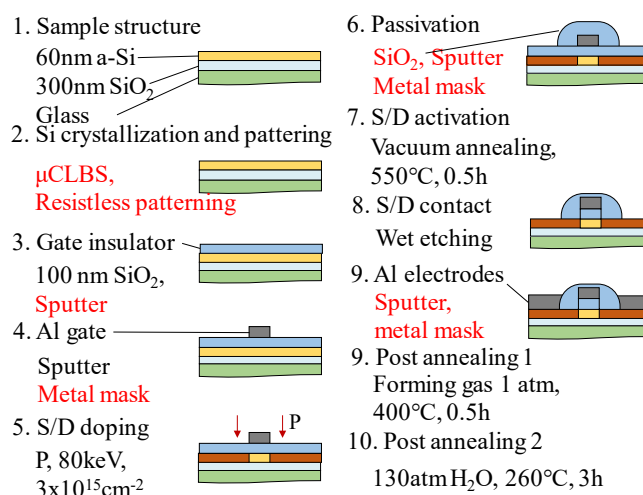 1. Sample structure
60nm a-Si
300nm SiO₂
Glass
2. Si crystallization and pattering
μCLBS,
Resistless patterning
3. Gate insulator
100 nm SiO₂,
Sputter
4. Al gate
Sputter
Metal mask
5. S/D doping
P
P, 80keV,
3x10¹⁵cm⁻²
6. Passivation
SiO₂, Sputter
Metal mask
7. S/D activation
Vacuum annealing,
550°C, 0.5h
8. S/D contact
Wet etching
9. Al electrodes
Sputter,
metal mask
9. Post annealing 1
Forming gas 1 atm,
400°C, 0.5h
10. Post annealing 2
130atm H₂O, 260°C, 3h